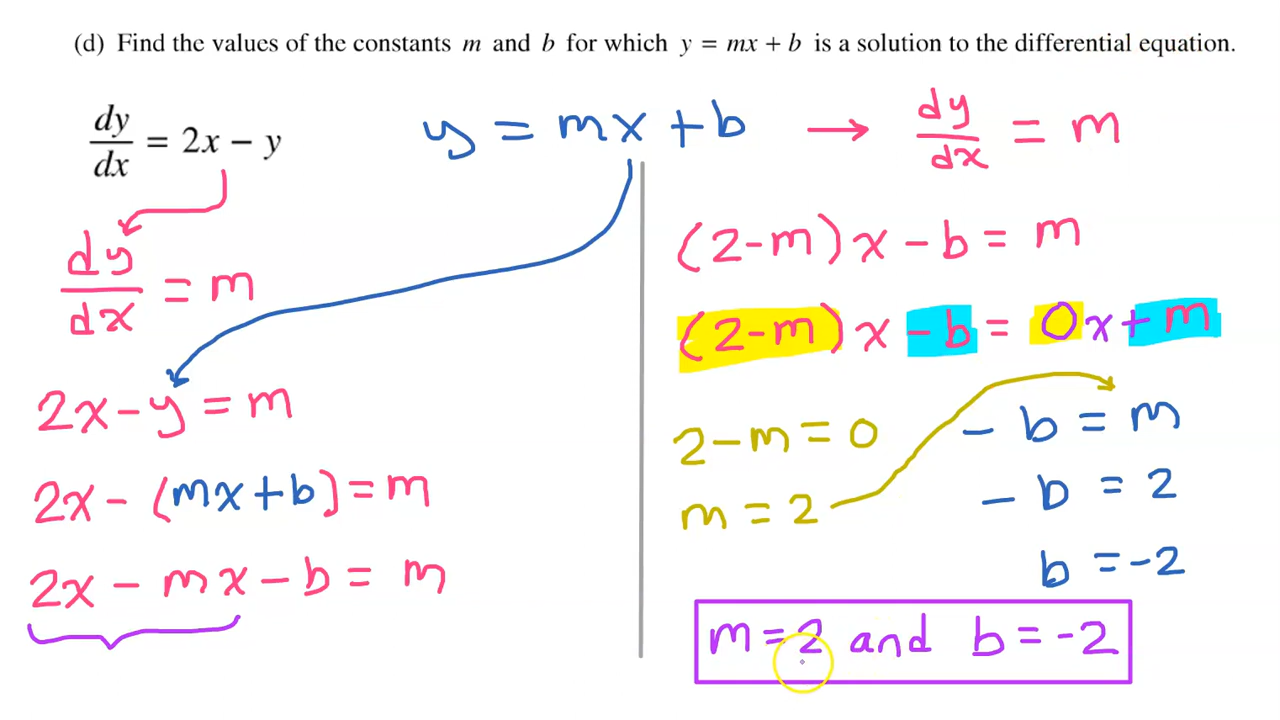 (d) Find the values of the constants m and b for which y = mx + b is a solution to the differential equation.
dy/dx = 2x − y
y = mx + b → dy/dx = m
dy/dx = m
2x − y = m
2x − (mx + b) = m
2x − mx − b = m
(2−m)x − b = m
(2−m)x − b = 0x + m
2 − m = 0
m = 2
− b = m
− b = 2
b = −2
m = 2 and b = −2